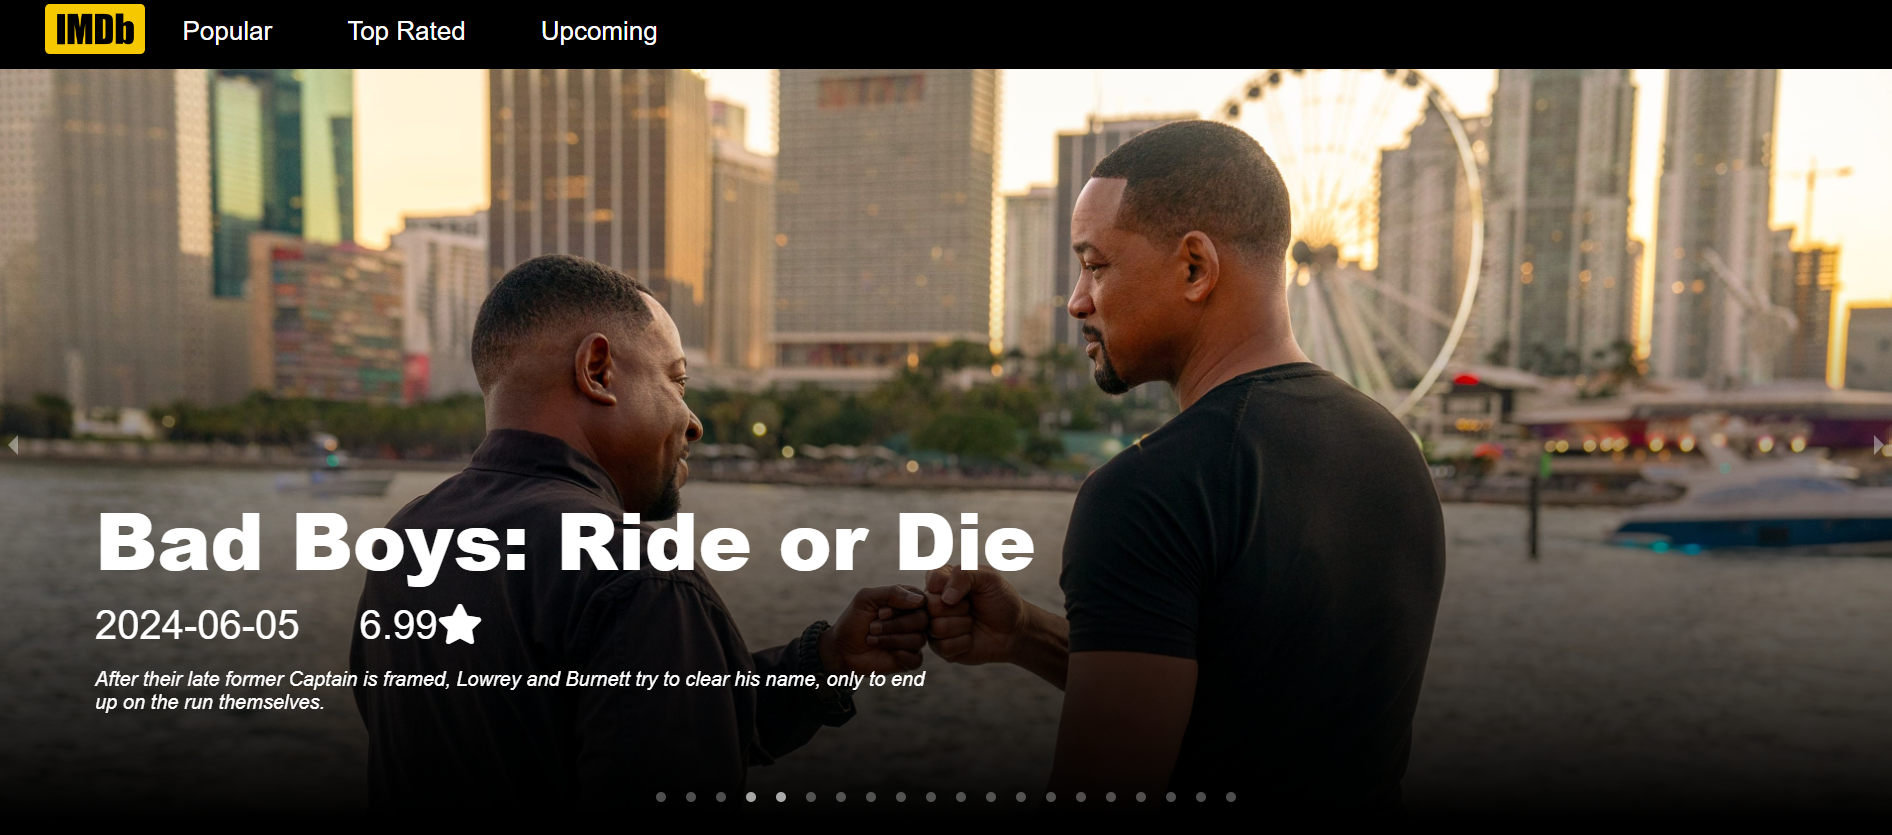 IMDb Popular Top Rated Upcoming
Bad Boys: Ride or Die
2024-06-05 6.99
After their late former Captain is framed, Lowrey and Burnett try to clear his name, only to end
up on the run themselves.